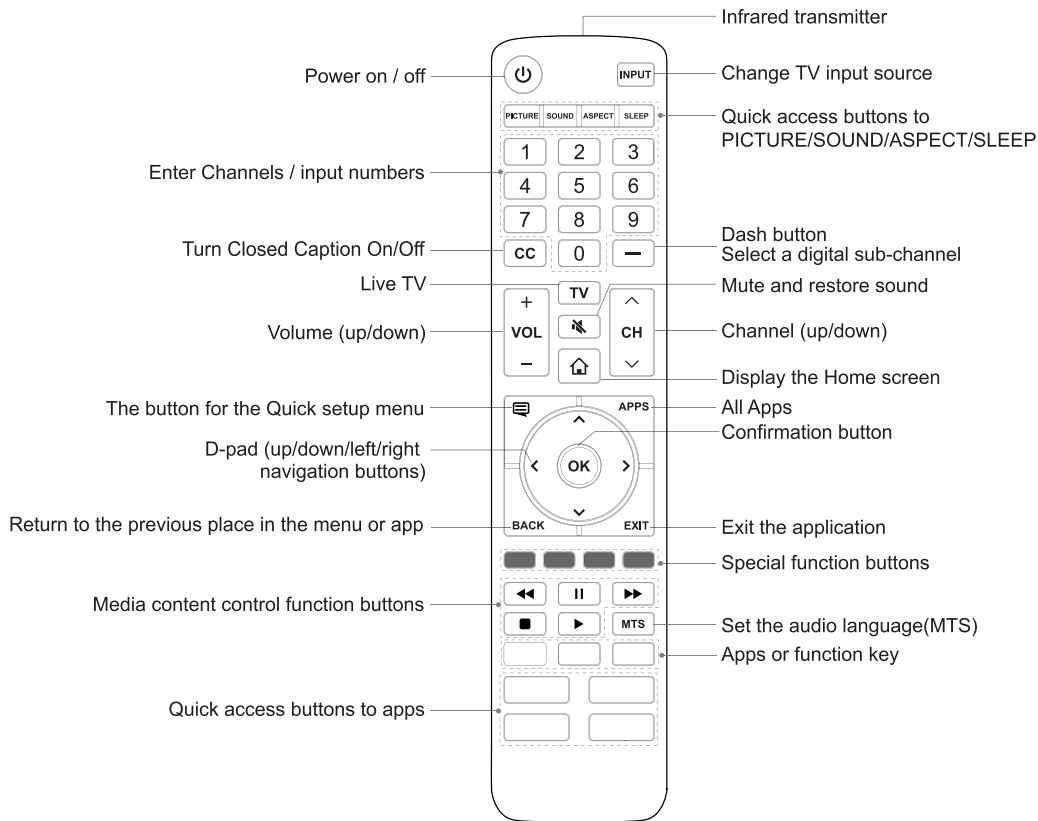 Infrared transmitter
Power on / off
INPUT
Change TV input source
PICTURE SOUND ASPECT SLEEP
Quick access buttons to
PICTURE/SOUND/ASPECT/SLEEP
1 2 3
Enter Channels / input numbers
4 5 6
7 8 9
Turn Closed Caption On/Off
CC 0 —
Dash button
Select a digital sub-channel
Live TV
TV
Mute and restore sound
+
Volume (up/down)
VOL
CH
Channel (up/down)
–
Display the Home screen
The button for the Quick setup menu
APPS
All Apps
Confirmation button
D-pad (up/down/left/right
navigation buttons)
OK
Return to the previous place in the menu or app
BACK
EXIT
Exit the application
Special function buttons
Media content control function buttons
MTS
Set the audio language(MTS)
Apps or function key
Quick access buttons to apps